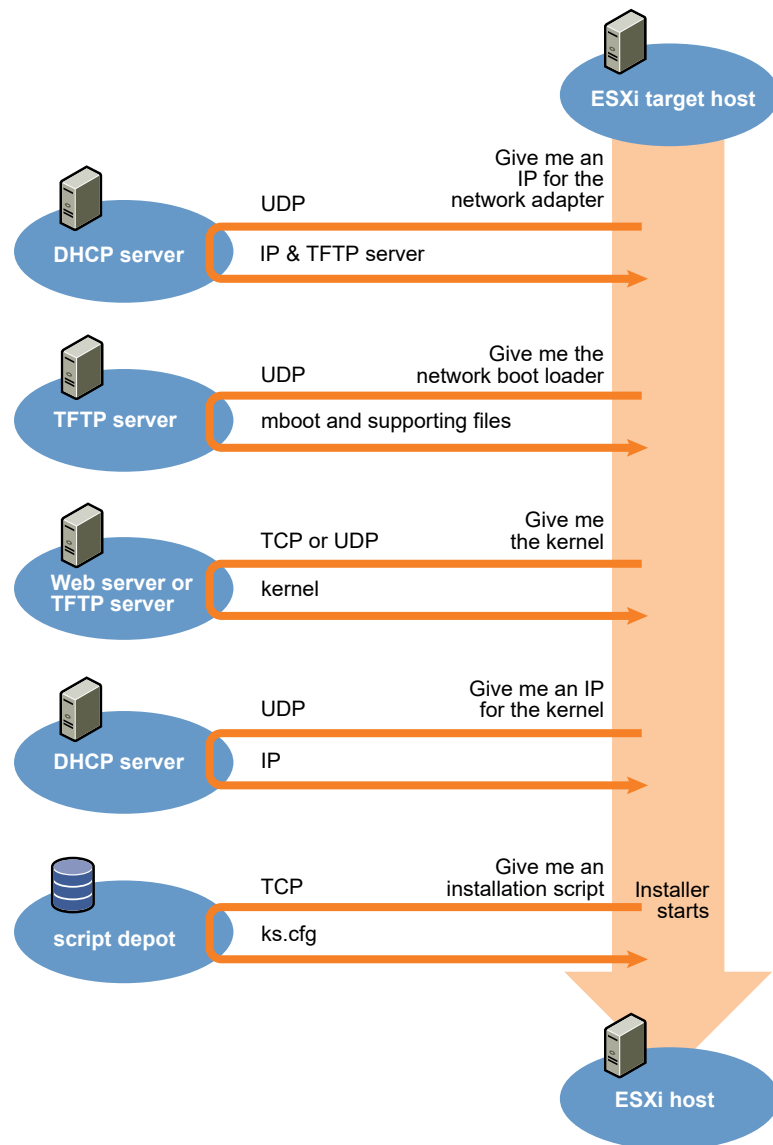 ESXi target host
Give me an
IP for the
network adapter
UDP
DHCP server
IP & TFTP server
Give me the
network boot loader
UDP
TFTP server
mboot and supporting files
Give me
the kernel
TCP or UDP
Web server or
TFTP server
kernel
Give me an IP
for the kernel
UDP
DHCP server
IP
Give me an
installation script
TCP
Installer
starts
script depot
ks.cfg
ESXi host